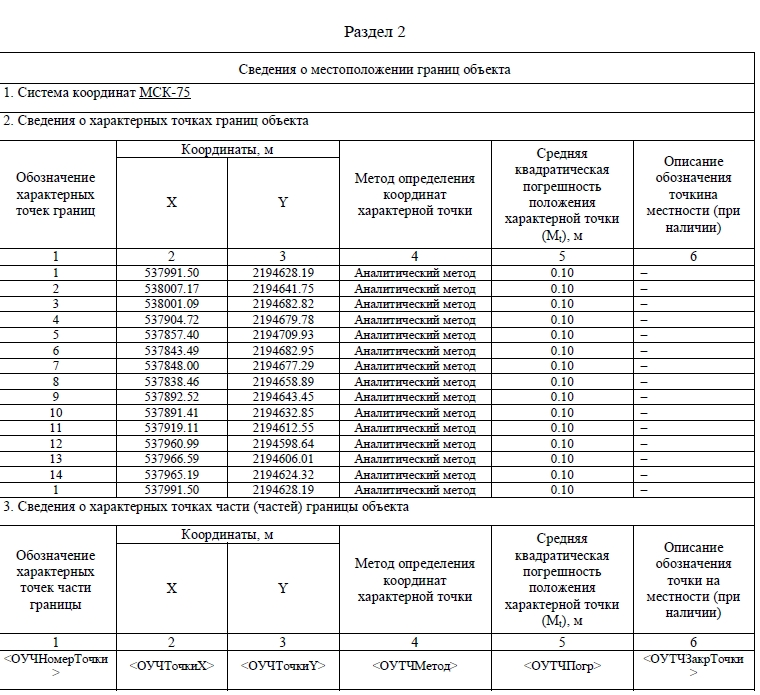 Раздел 2
Сведения о местоположении границ объекта
1. Система координат МСК-75
2. Сведения о характерных точках границ объекта
Обозначение характерных точек границ
Координаты, м
X
Y
Метод определения координат характерной точки
Средняя квадратическая погрешность положения характерной точки (Mt), м
Описание обозначения точкина местности (при наличии)
1 2 3 4 5 6
1 537991.50 2194628.19 Аналитический метод 0.10 –
2 538007.17 2194641.75 Аналитический метод 0.10 –
3 538001.09 2194682.82 Аналитический метод 0.10 –
4 537904.72 2194679.78 Аналитический метод 0.10 –
5 537857.40 2194709.93 Аналитический метод 0.10 –
6 537843.49 2194682.95 Аналитический метод 0.10 –
7 537848.00 2194677.29 Аналитический метод 0.10 –
8 537838.46 2194658.89 Аналитический метод 0.10 –
9 537892.52 2194643.45 Аналитический метод 0.10 –
10 537891.41 2194632.85 Аналитический метод 0.10 –
11 537919.11 2194612.55 Аналитический метод 0.10 –
12 537960.99 2194598.64 Аналитический метод 0.10 –
13 537966.59 2194606.01 Аналитический метод 0.10 –
14 537965.19 2194624.32 Аналитический метод 0.10 –
1 537991.50 2194628.19 Аналитический метод 0.10 –
3. Сведения о характерных точках части (частей) границы объекта
Обозначение характерных точек части границы
Координаты, м
X
Y
Метод определения координат характерной точки
Средняя квадратическая погрешность положения характерной точки (Mt), м
Описание обозначения точки на местности (при наличии)
1 2 3 4 5 6
<ОУЧНомерТочки> <ОУЧТочкиX> <ОУЧТочкиY> <ОУТЧМетод> <ОУТЧПогр> <ОУТЧЗакрТочки>